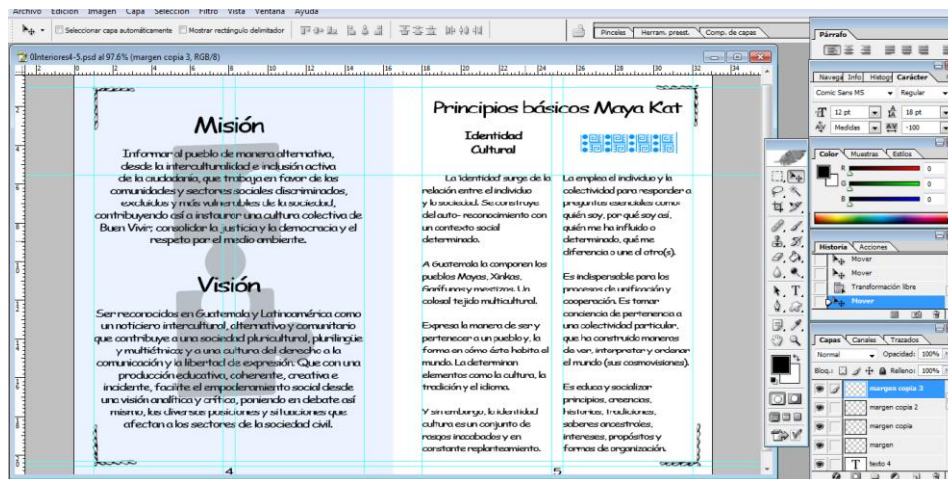 Archivo Edición Imagen Capa Selección Filtro Vista Ventana Ayuda
Seleccionar capa automáticamente Mostrar rectángulo delimitador
Pinceles Herram. preest. Comp. de capas
0Interiores4-5.psd al 97.6% (margen copia 3, RGB/8)
Misión
Informar al pueblo de manera alternativa,
desde la interculturalidad e inclusión activa
de la ciudadanía, que trabaja en favor de las
comunidades y sectores sociales discriminados,
excluidos y más vulnerables de la sociedad,
contribuyendo así a instaurar una cultura colectiva de
Buen Vivir; consolidar la justicia y la democracia y el
respeto por el medio ambiente.
Visión
Ser reconocidos en Guatemala y Latinoamérica como
un noticiero intercultural, alternativo y comunitario
que contribuye a una sociedad pluricultural, plurilingüe
y multiétnica; y a una cultura del derecho a la
comunicación y la libertad de expresión. Que con una
producción educativa, coherente, creativa e
incidente, facilite el empoderamiento social desde
una visión analítica y crítica, poniendo en debate así
mismo, las diversas posiciones y situaciones que
afectan a los sectores de la sociedad civil.
4
Principios básicos Maya K'at
Identidad
Cultural
La 'identidad' surge de la
relación entre el individuo
y la sociedad. Se construye
del auto- reconocimiento con
un contexto social
determinado.
A Guatemala la componen los
pueblos Mayas, Xinkas,
Garífunas y mestizos. Un
colosal tejido multicultural.
Expresa la manera de ser y
pertenecer a un pueblo y, la
forma en cómo ésta habita el
mundo. La determinan
elementos como la cultura, la
tradición y el idioma.
Y sin embargo, la identidad
cultura es un conjunto de
rasgos inacabados y en
constante replanteamiento.
La emplea el individuo y la
colectividad para responder a
preguntas esenciales como:
quién soy, por qué soy así,
quién me ha influido o
determinado, qué me
diferencia o une al otro(s).
Es indispensable para los
procesos de unificación y
cooperación. Es tomar
conciencia de pertenencia a
una colectividad particular,
que ha construido maneras
de ver, interpretar y ordenar
el mundo (sus cosmovisiones).
Es educa y socializar
principios, creencias,
historias, tradiciones,
saberes ancestrales,
intereses, propósitos y
formas de organización.
5
Párrafo
Navega Info Histogr Carácter
Comic Sans MS Regular
12 pt 18 pt
Medidas -100
Color Muestras Estilos
R 0
G 0
B 0
Historia Acciones
Mover
Mover
Transformación libre
Mover
Capas Canales Trazados
Normal Opacidad: 100%
Bloq.: Relleno: 100%
margen copia 3
margen copia 2
margen copia
margen
T texto 4